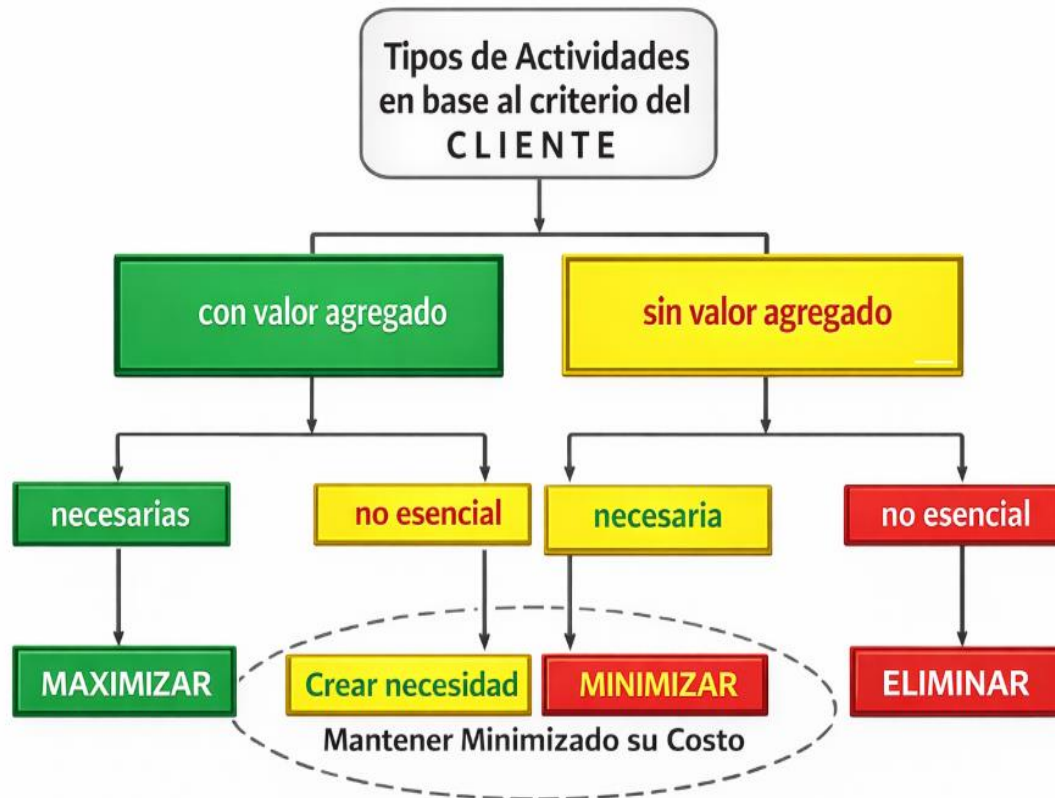 Tipos de Actividades
en base al criterio del
CLIENTE
con valor agregado
sin valor agregado
necesarias
no esencial
necesaria
no esencial
MAXIMIZAR
Crear necesidad
MINIMIZAR
ELIMINAR
Mantener Minimizado su Costo